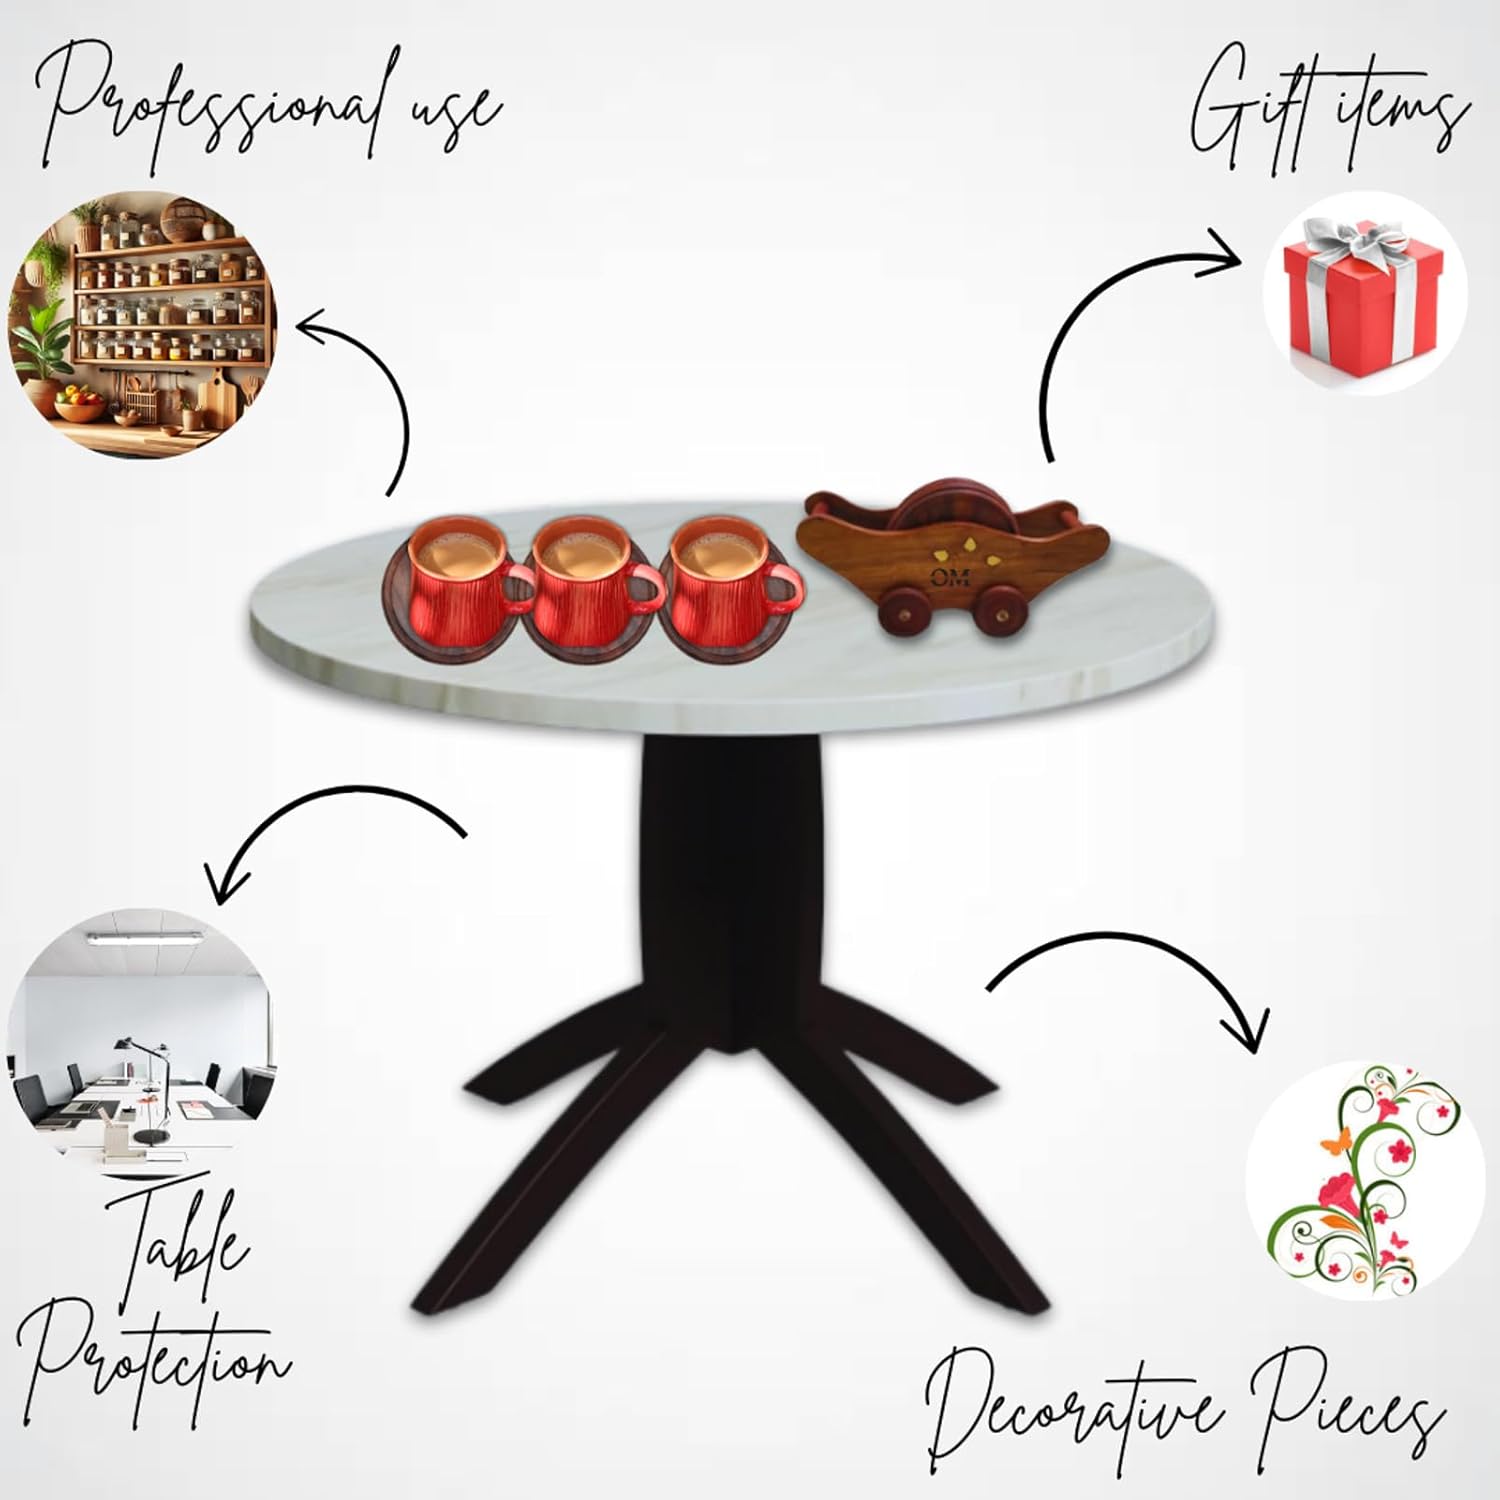 Professional use
Gift items
OM
Table
Protection
Decorative Pieces